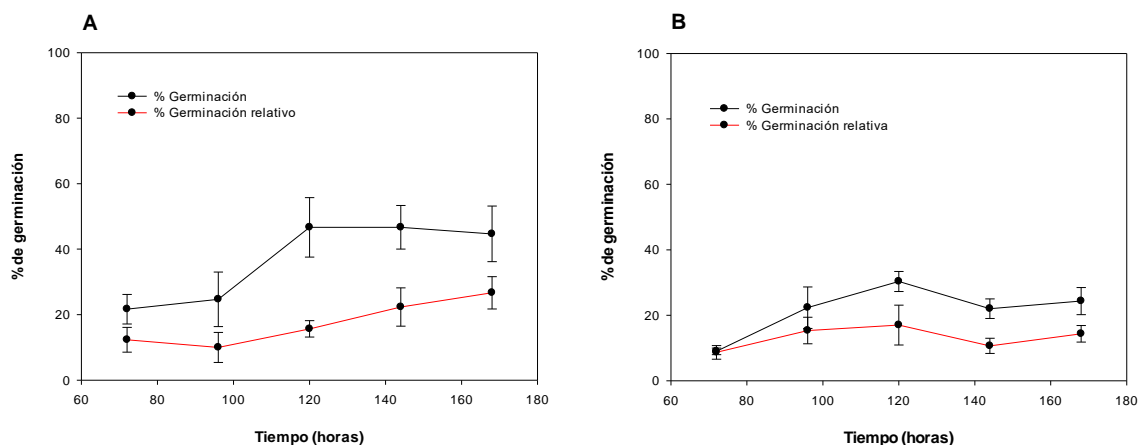 A
100
80
60
40
20
0
% de germinación
% Germinación
% Germinación relativo
60 80 100 120 140 160 180
Tiempo (horas)
B
100
80
60
40
20
0
% de germinación
% Germinación
% Germinación relativa
60 80 100 120 140 160 180
Tiempo (horas)